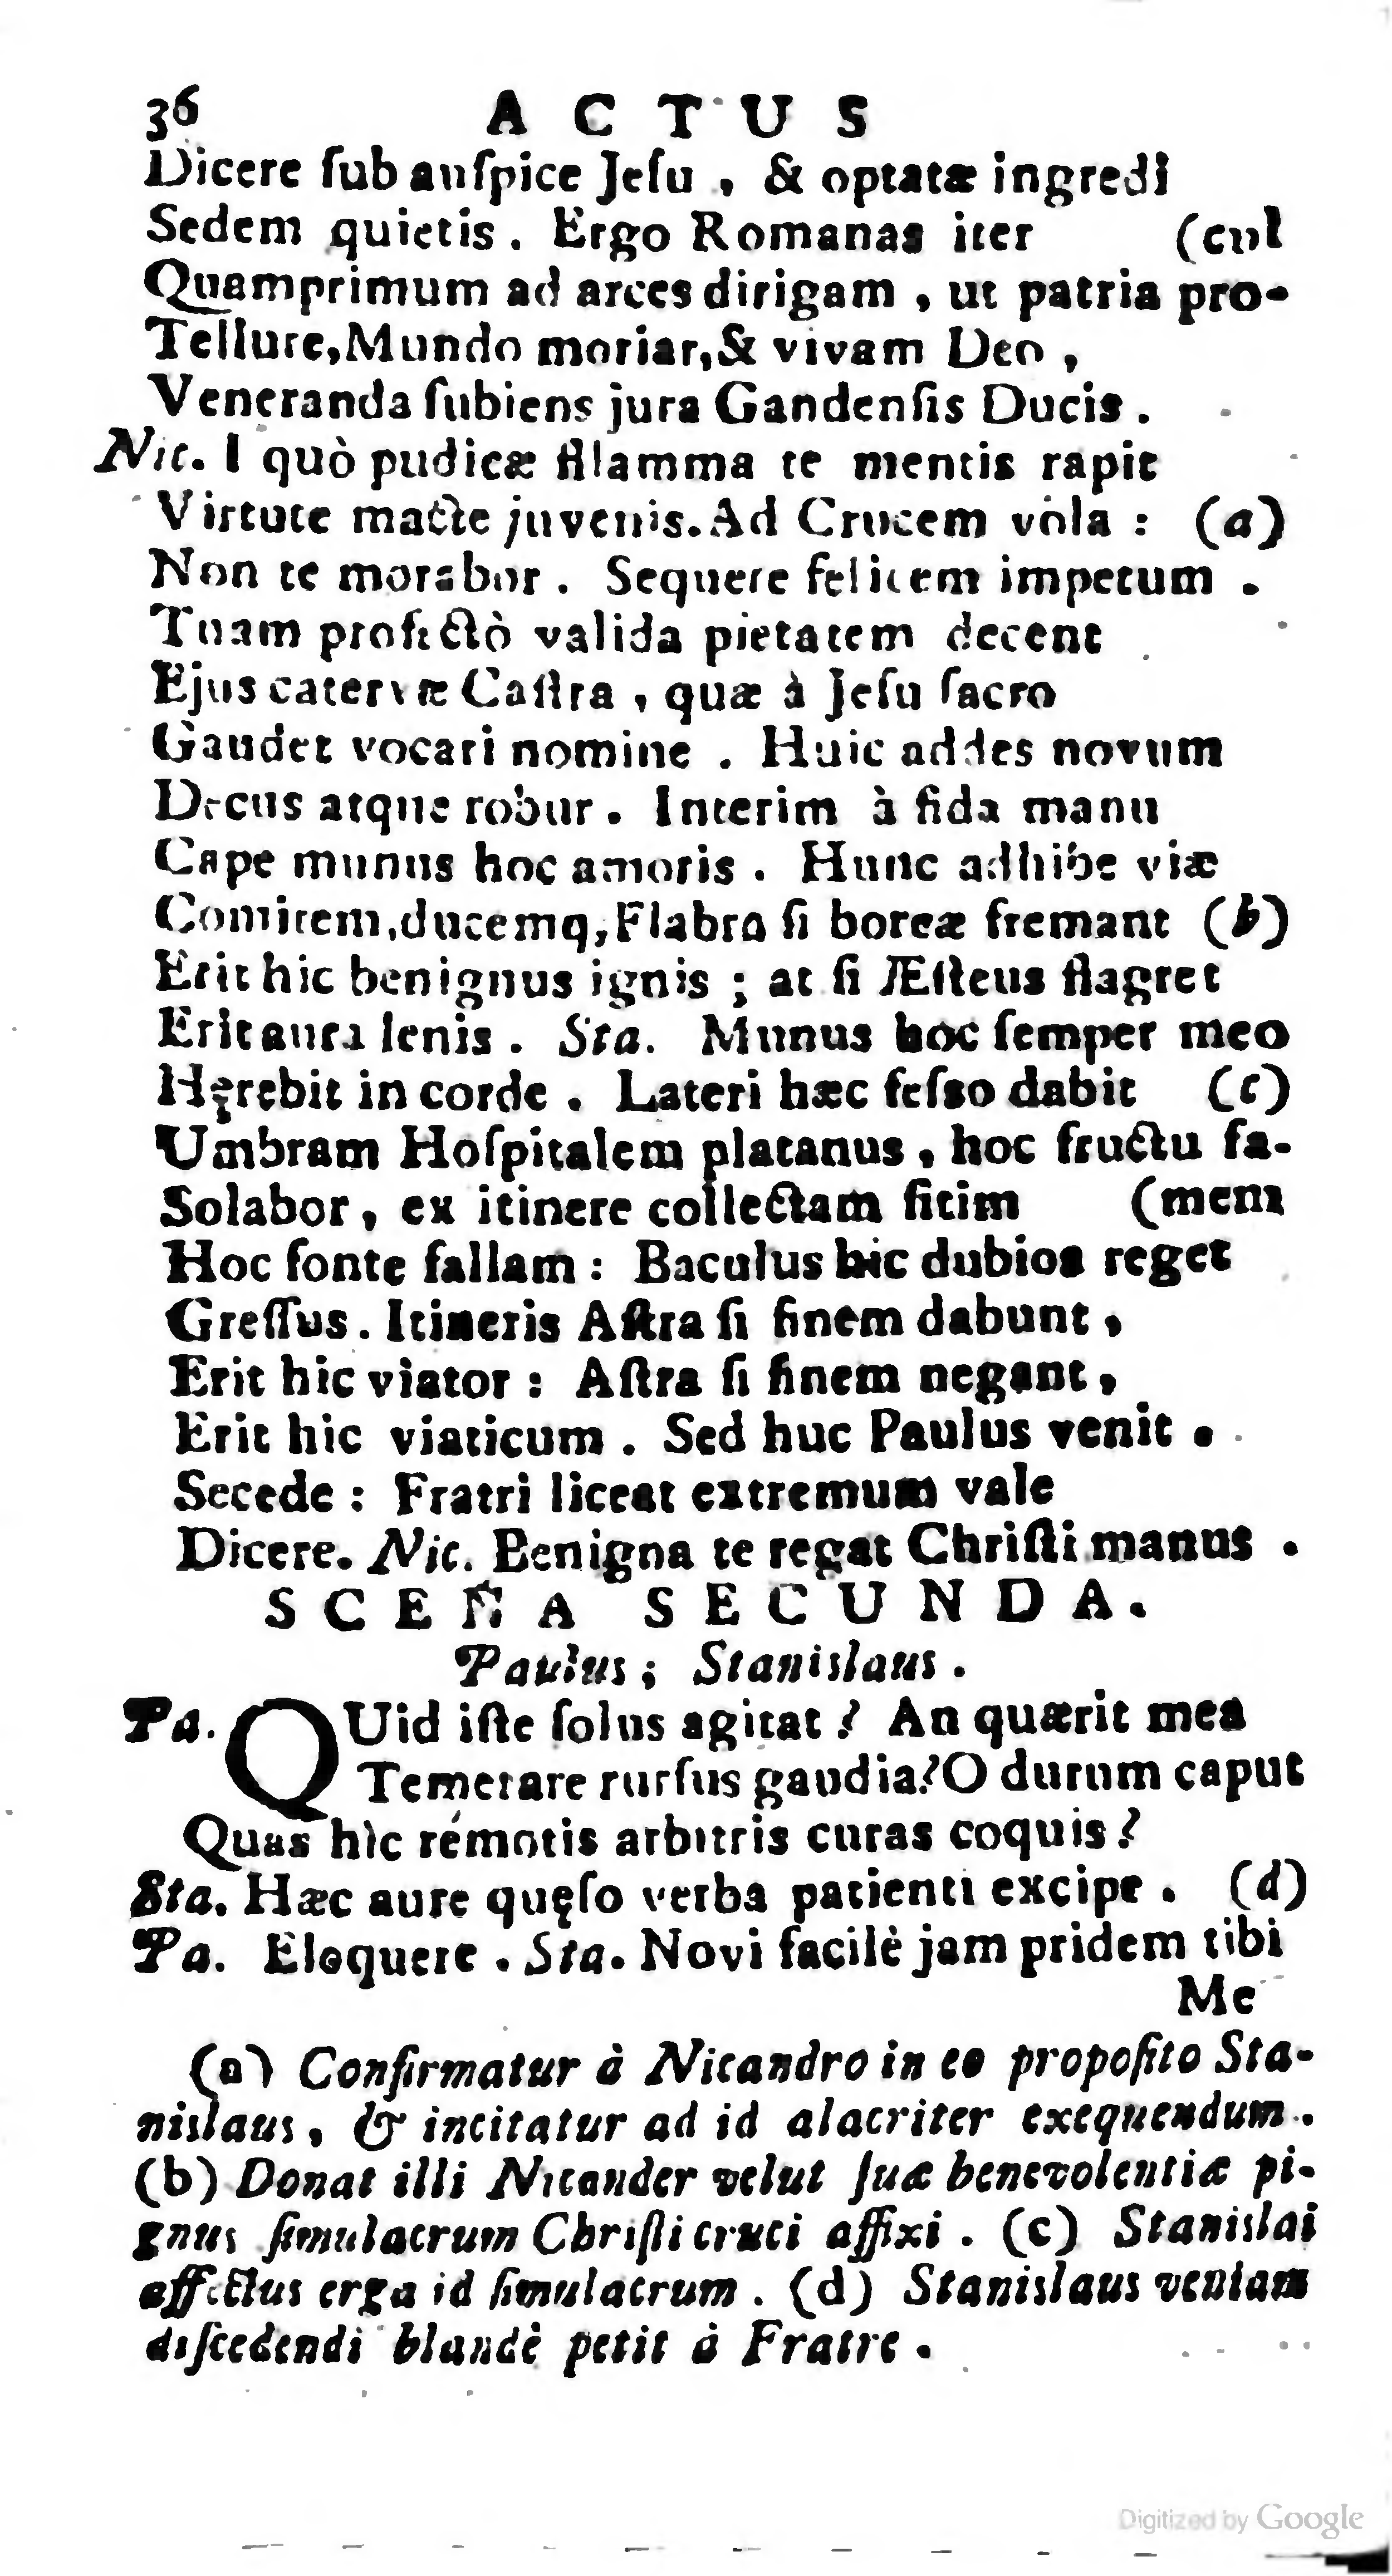 36 ACTUS
Dicere ſub auſpice Jeſu , & optatæ ingredi
Sedem quietis . Ergo Romanas iter (cul
Quamprimum ad arces dirigam , ut patria pro-
Tellure,Mundo moriar,& vivam Deo ,
Veneranda ſubiens jura Gandenſis Ducis .
Nic. I quò pudicæ fllamma te mentis rapit
Virtute macte juvenis.Ad Crucem vola : (a)
Non te morabor . Sequere felicem impetum .
Tuam profectò valida pietatem decent
Ejus catervæ Caſtra , quæ à Jeſu ſacro
Gaudet vocari nomine . Huic addes novum
Decus atque robur . Interim à fida manu
Cape munus hoc amoris . Hunc adhibe viæ
Comitem,ducemq,Flabra ſi boreæ fremant (b)
Erit hic benignus ignis ; at ſi Æſteus flagret
Erit aura lenis . Sta. Munus hoc ſemper meo
Hęrebit in corde . Lateri hæc feſso dabit (c)
Umbram Hoſpitalem platanus , hoc fructu fa-
Solabor , ex itinere collectam ſitim (mem
Hoc fonte fallam : Baculus hic dubios reget
Greſſus . Itineris Aſtra ſi finem dabunt ,
Erit hic viator : Aſtra ſi finem negant ,
Erit hic viaticum . Sed huc Paulus venit .
Secede : Fratri liceat extremum vale
Dicere. Nic. Benigna te regat Chriſti manus .
SCENA SECUNDA.
Paulus ; Stanislaus .
Pa. QUid iſte ſolus agitat ? An quærit mea
Temerare rurſus gaudia?O durum caput
Quas hìc rémotis arbitris curas coquis ?
Sta. Hæc aure quęſo verba patienti excipe . (d)
Pa. Eloquere . Sta. Novi facilè jam pridem tibi
Me
(a) Confirmatur à Nicandro in eo propoſito Sta-
nislaus , & incitatur ad id alacriter exequendum .
(b) Donat illi Nicander velut ſuæ benevolentiæ pi-
gnus ſimulacrum Chriſti cruci affixi . (c) Stanislai
affectus erga id ſimulacrum . (d) Stanislaus veniam
diſcedendi blandè petit à Fratre .
Digitized by Google